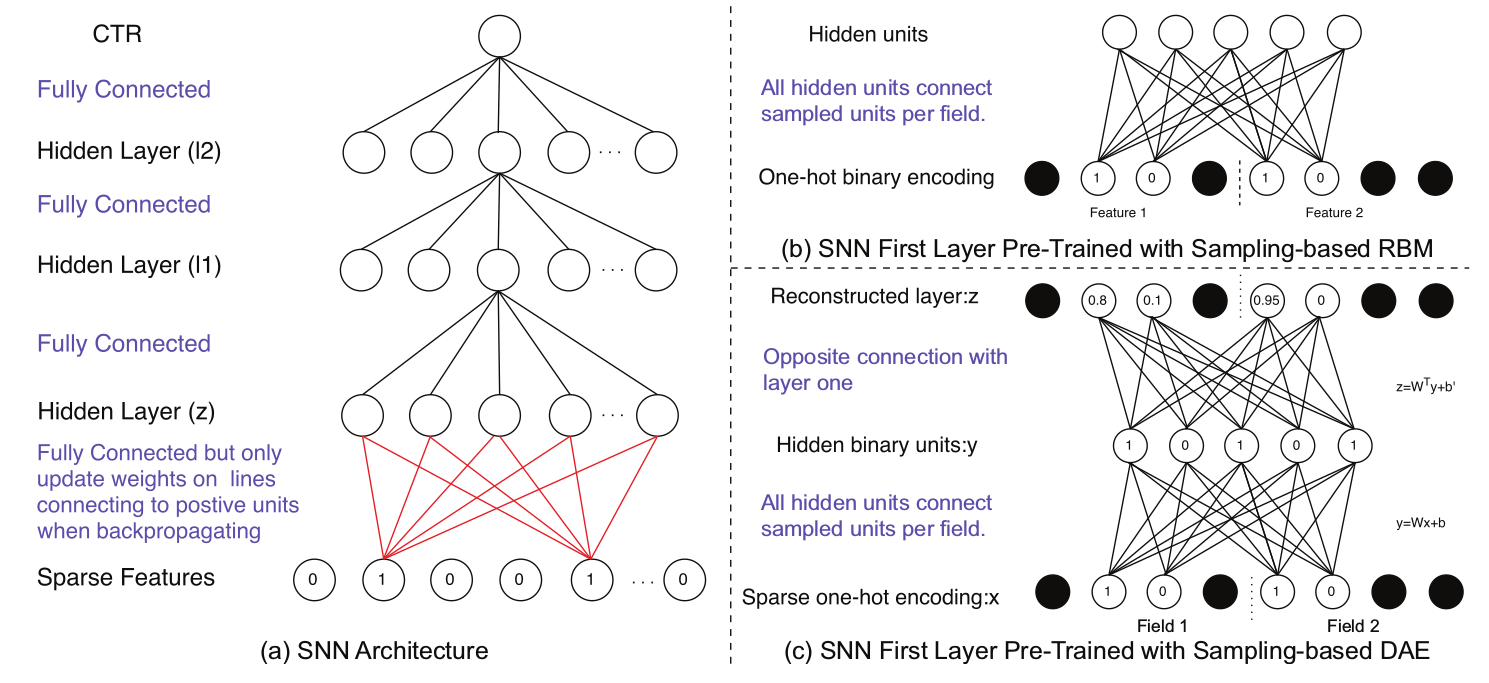 CTR
Fully Connected
Hidden Layer (l2)
. . .
Fully Connected
Hidden Layer (l1)
. . .
Fully Connected
Hidden Layer (z)
. . .
Fully Connected but only
update weights on lines
connecting to postive units
when backpropagating
Sparse Features
0 1 0 0 1 . . . 0
(a) SNN Architecture
Hidden units
All hidden units connect
sampled units per field.
One-hot binary encoding
1 0 1 0
Feature 1 Feature 2
(b) SNN First Layer Pre-Trained with Sampling-based RBM
Reconstructed layer:z
0.8 0.1 0.95 0
Opposite connection with
layer one
z=Wᵀy+b'
Hidden binary units:y
1 0 1 0 1
All hidden units connect
sampled units per field.
y=Wx+b
Sparse one-hot encoding:x
1 0 1 0
Field 1 Field 2
(c) SNN First Layer Pre-Trained with Sampling-based DAE